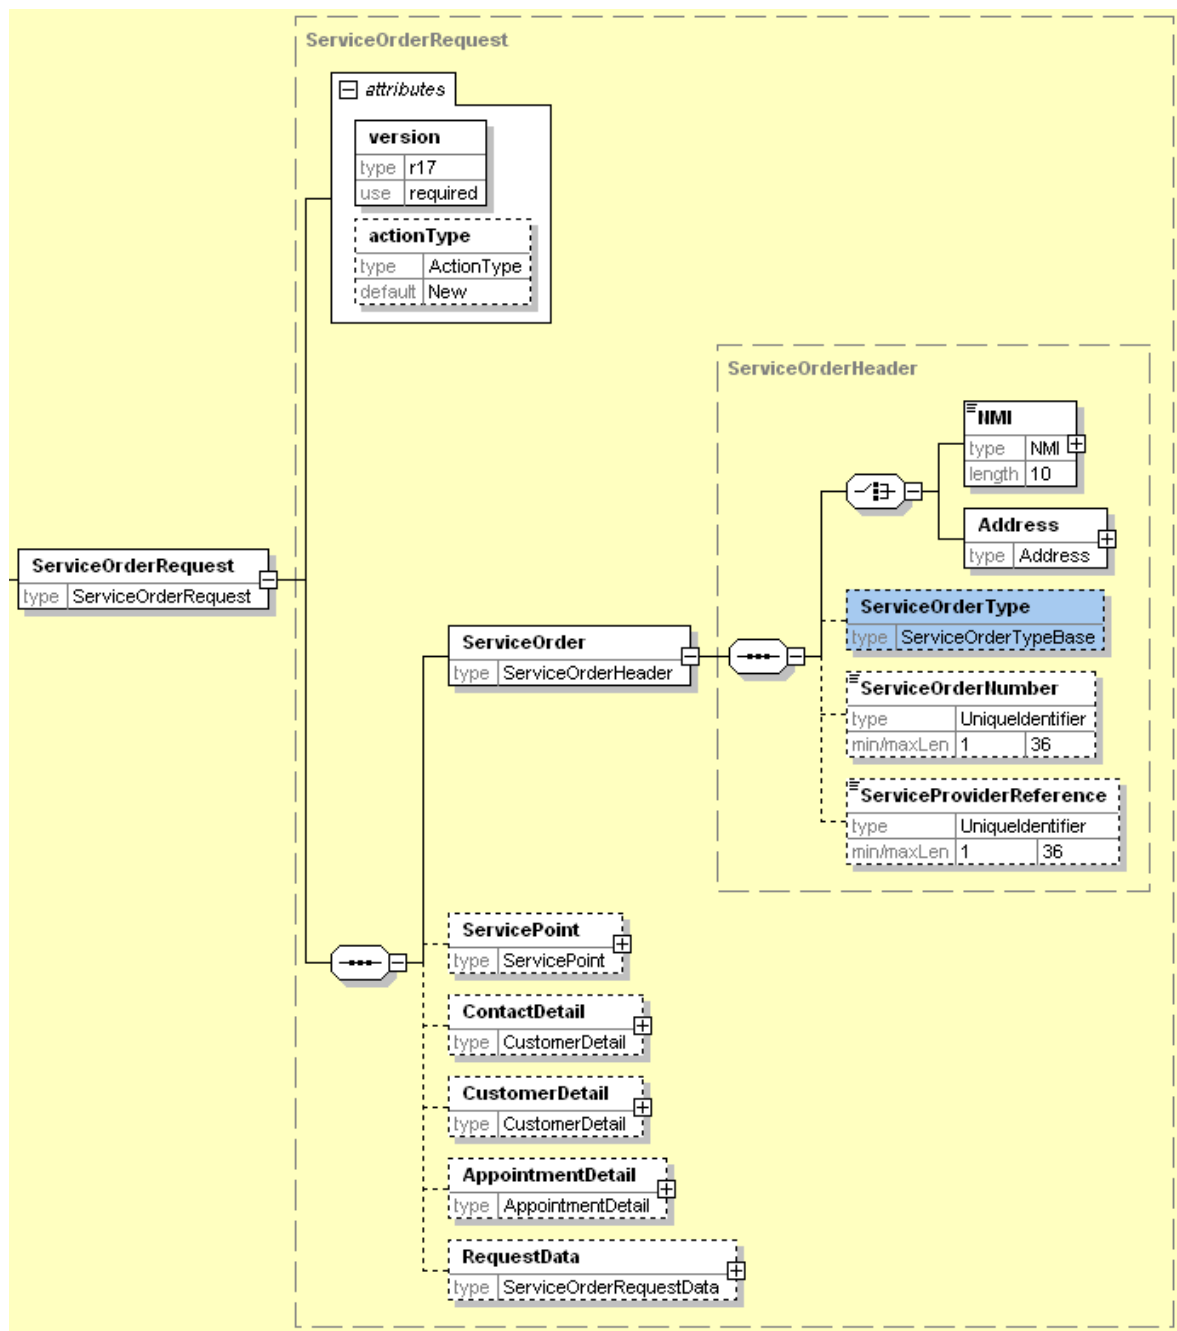 ServiceOrderRequest
attributes
version
type r17
use required
actionType
type ActionType
default New
ServiceOrderHeader
NMI
type NMI
length 10
Address
type Address
ServiceOrderRequest
type ServiceOrderRequest
ServiceOrderType
type ServiceOrderTypeBase
ServiceOrder
type ServiceOrderHeader
ServiceOrderNumber
type UniqueIdentifier
min/maxLen 1 36
ServiceProviderReference
type UniqueIdentifier
min/maxLen 1 36
ServicePoint
type ServicePoint
ContactDetail
type CustomerDetail
CustomerDetail
type CustomerDetail
AppointmentDetail
type AppointmentDetail
RequestData
type ServiceOrderRequestData